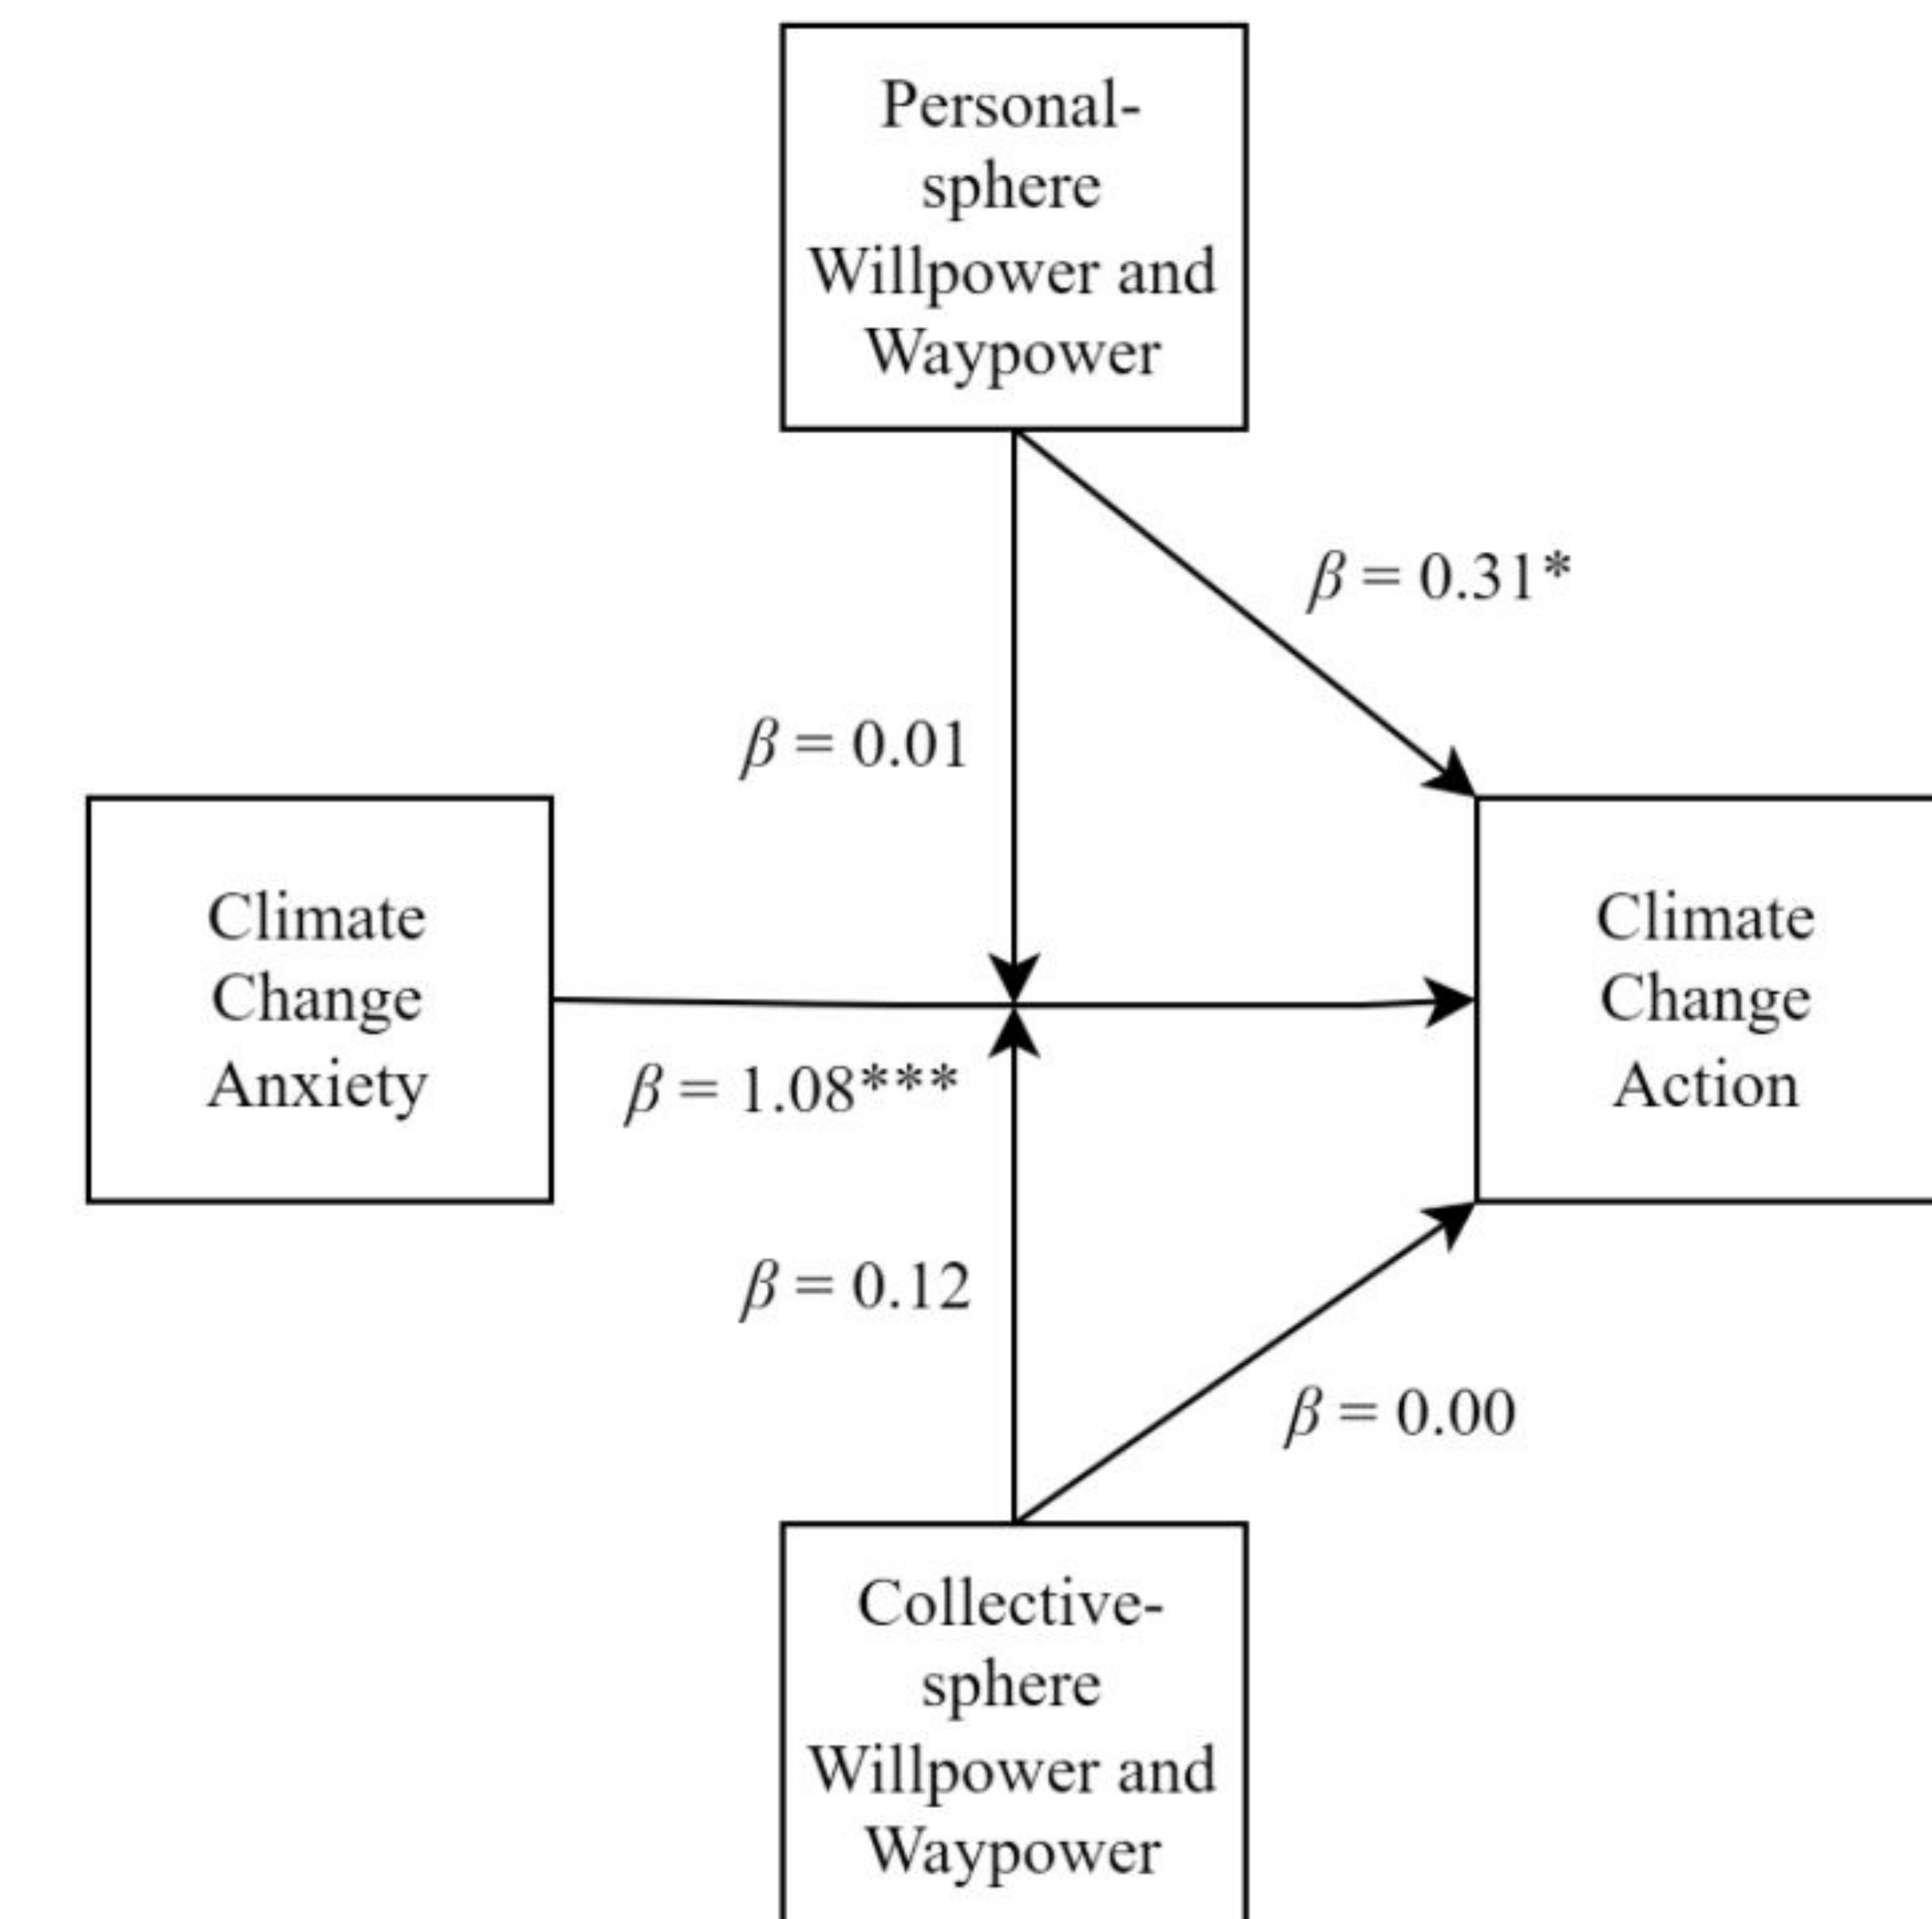 Personal-
sphere
Willpower and
Waypower
β = 0.31*
β = 0.01
Climate
Change
Anxiety
Climate
Change
Action
β = 1.08***
β = 0.12
β = 0.00
Collective-
sphere
Willpower and
Waypower